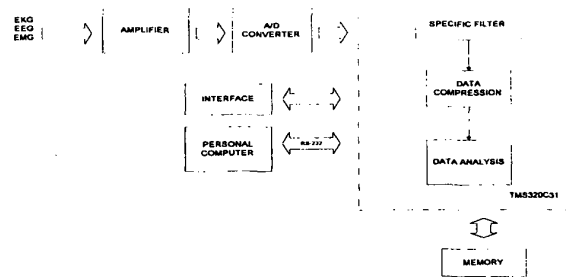 EKG
EEG
EMG
AMPLIFIER
A/D
CONVERTER
SPECIFIC FILTER
DATA
COMPRESSION
INTERFACE
PERSONAL
COMPUTER
RS-232
DATA ANALYSIS
TMS320C31
MEMORY